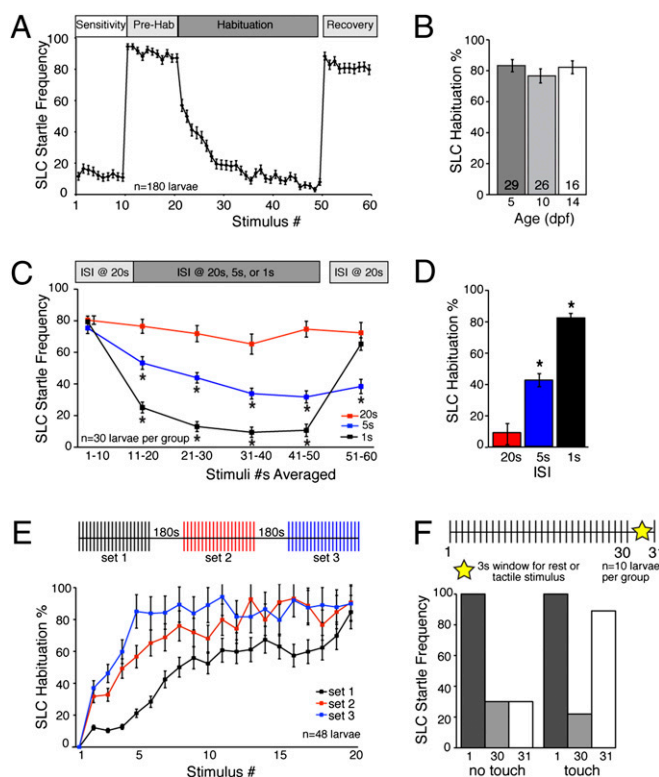 A
Sensitivity Pre-Hab Habituation Recovery
SLC Startle Frequency
100
80
60
40
20
0
n=180 larvae
1 10 20 30 40 50 60
Stimulus #
B
SLC Habituation %
100
80
60
40
20
0
29 26 16
5 10 14
Age (dpf)
C
ISI @ 20s ISI @ 20s, 5s, or 1s ISI @ 20s
SLC Startle Frequency
100
80
60
40
20
0
* * * * *
* * * *
20s
5s
1s
n=30 larvae per group
1-10 11-20 21-30 31-40 41-50 51-60
Stimuli #s Averaged
D
SLC Habituation %
100
80
60
40
20
0
* *
20s 5s 1s
ISI
E
180s 180s
set 1 set 2 set 3
SLC Habituation %
100
80
60
40
20
0
set 1
set 2
set 3
n=48 larvae
1 5 10 15 20
Stimulus #
F
1 30 31
3s window for rest or
tactile stimulus
n=10 larvae
per group
SLC Startle Frequency
100
80
60
40
20
0
1 30 31 1 30 31
no touch touch